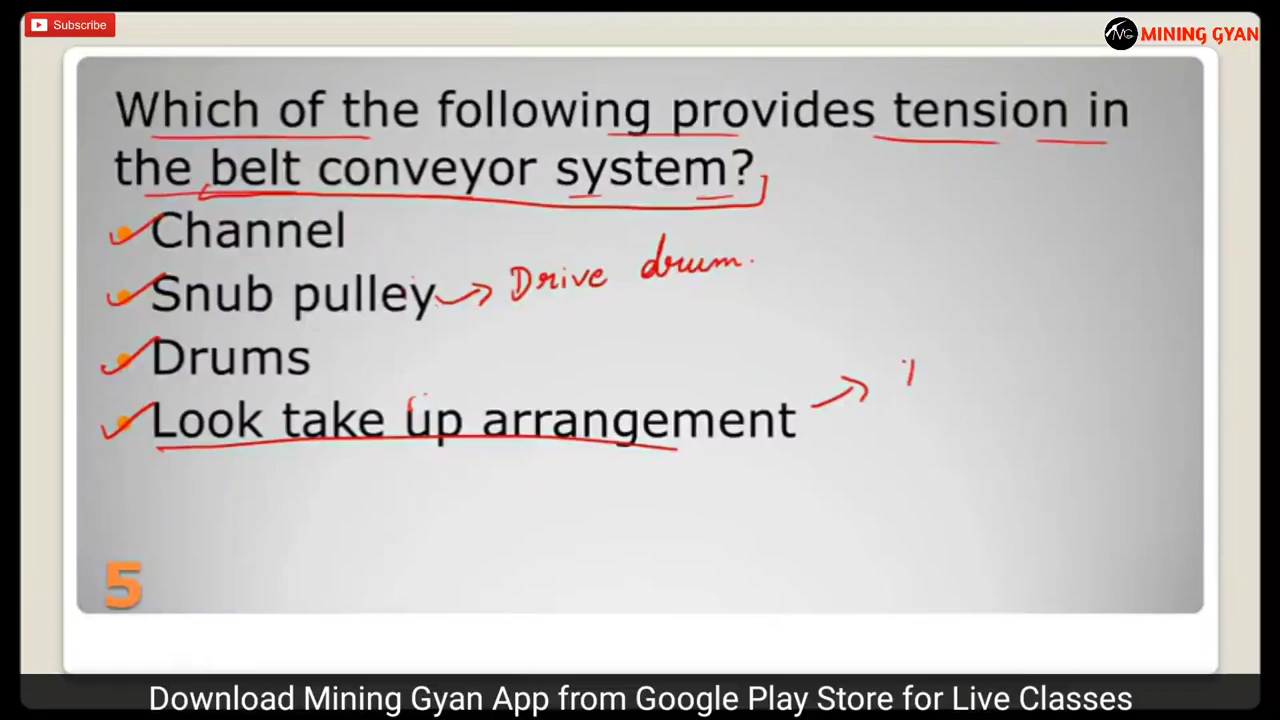 Subscribe
MINING GYAN
Which of the following provides tension in
the belt conveyor system?
Channel
Snub pulley → Drive drum.
Drums
Look take up arrangement →
5
Download Mining Gyan App from Google Play Store for Live Classes